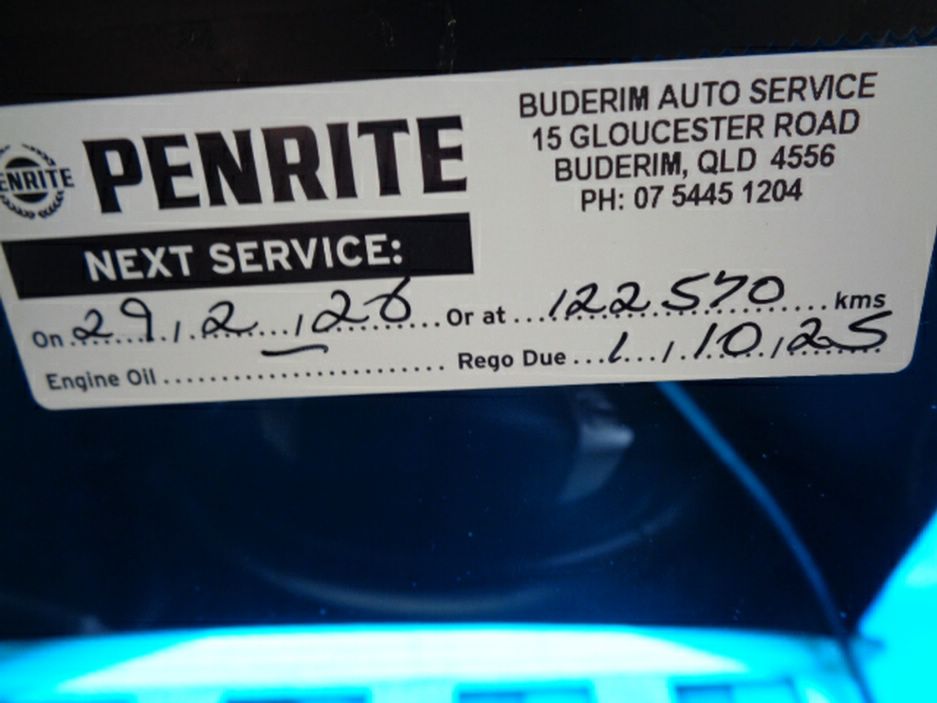 PENRITE
PENRITE
BUDERIM AUTO SERVICE
15 GLOUCESTER ROAD
BUDERIM, QLD 4556
PH: 07 5445 1204
NEXT SERVICE:
On 29 / 2 / 26 Or at 122570 kms
Engine Oil Rego Due 1 / 10 / 25